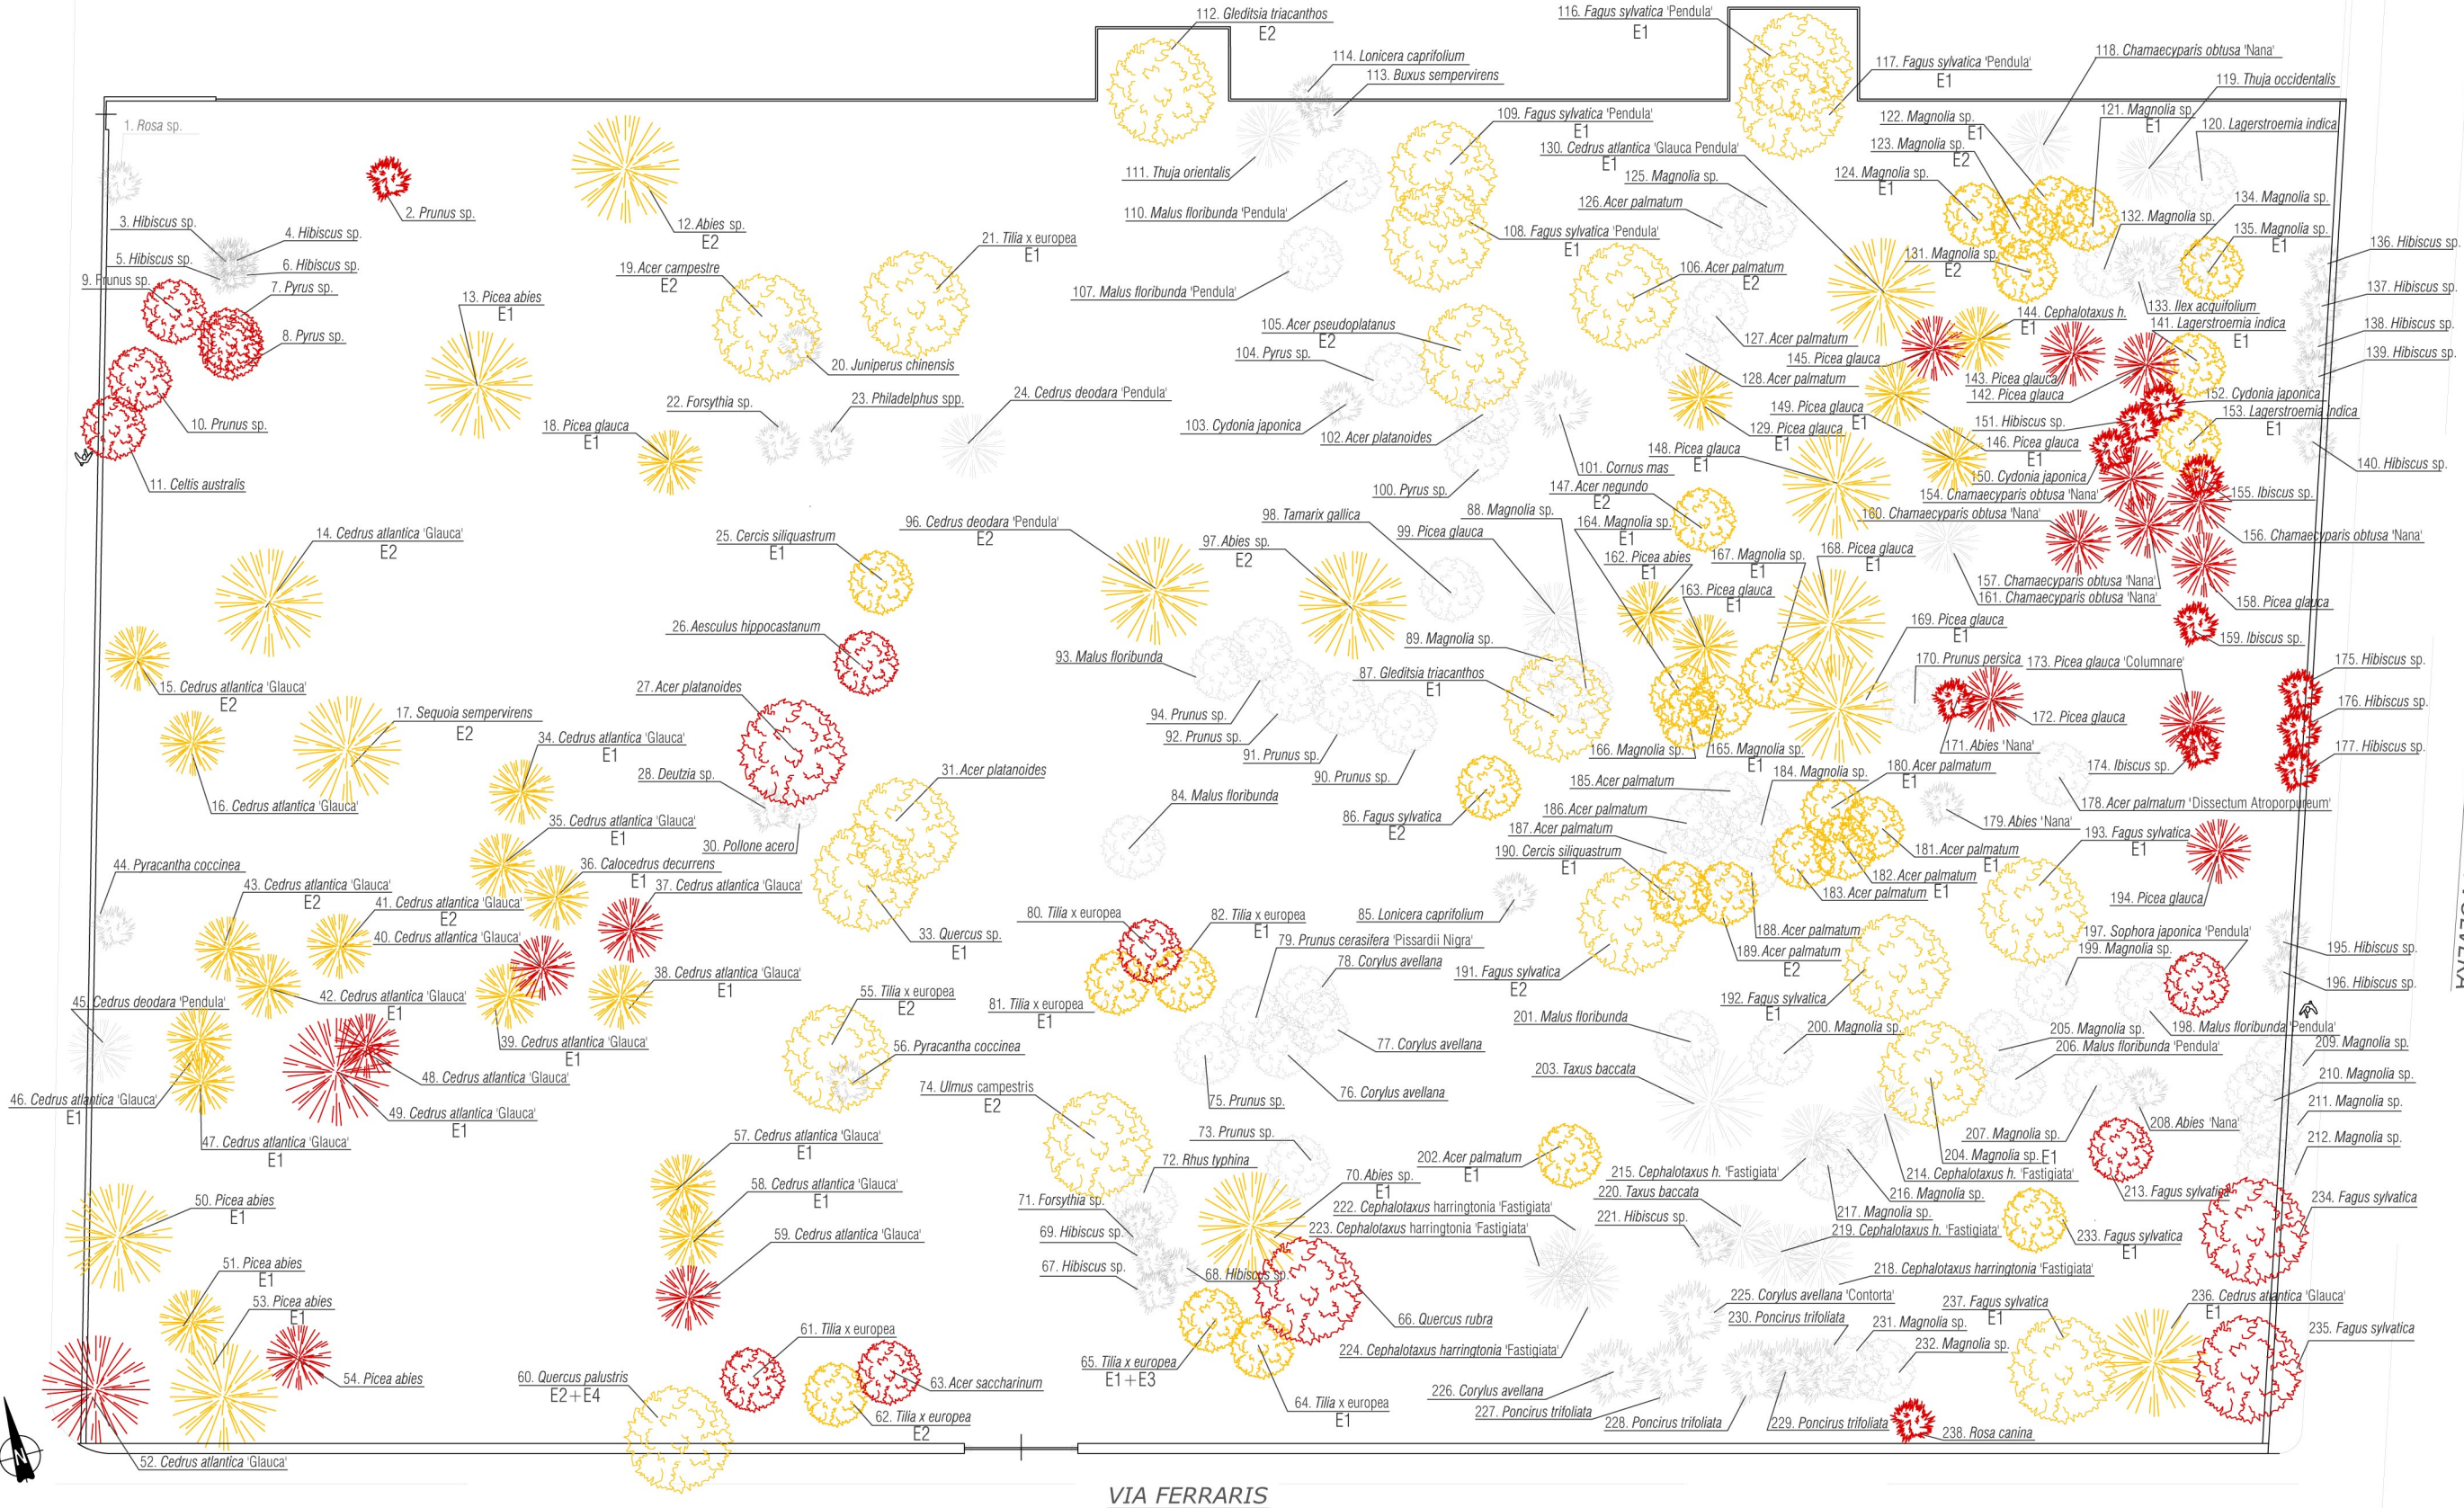 112. Gleditsia triacanthos
E2
116. Fagus sylvatica 'Pendula'
E1
114. Lonicera caprifolium
113. Buxus sempervirens
117. Fagus sylvatica 'Pendula'
E1
118. Chamaecyparis obtusa 'Nana'
119. Thuja occidentalis
1. Rosa sp.
109. Fagus sylvatica 'Pendula'
E1
122. Magnolia sp.
E1
121. Magnolia sp.
E1
120. Lagerstroemia indica
130. Cedrus atlantica 'Glauca Pendula'
E1
123. Magnolia sp.
E2
111. Thuja orientalis
125. Magnolia sp.
124. Magnolia sp.
E1
2. Prunus sp.
110. Malus floribunda 'Pendula'
126. Acer palmatum
132. Magnolia sp.
134. Magnolia sp.
3. Hibiscus sp.
4. Hibiscus sp.
12. Abies sp.
E2
21. Tilia x europea
E1
108. Fagus sylvatica 'Pendula'
E1
135. Magnolia sp.
E1
136. Hibiscus sp.
5. Hibiscus sp.
6. Hibiscus sp.
19. Acer campestre
E2
106. Acer palmatum
E2
131. Magnolia sp.
E2
9. Prunus sp.
7. Pyrus sp.
13. Picea abies
E1
107. Malus floribunda 'Pendula'
137. Hibiscus sp.
133. Ilex acquifolium
144. Cephalotaxus h.
E1
8. Pyrus sp.
105. Acer pseudoplatanus
E2
127. Acer palmatum
141. Lagerstroemia indica
E1
138. Hibiscus sp.
104. Pyrus sp.
145. Picea glauca
139. Hibiscus sp.
20. Juniperus chinensis
128. Acer palmatum
143. Picea glauca
142. Picea glauca
152. Cydonia japonica
22. Forsythia sp.
23. Philadelphus spp.
24. Cedrus deodara 'Pendula'
149. Picea glauca
E1
153. Lagerstroemia indica
E1
10. Prunus sp.
18. Picea glauca
E1
103. Cydonia japonica
102. Acer platanoides
129. Picea glauca
E1
151. Hibiscus sp.
146. Picea glauca
E1
148. Picea glauca
E1
101. Cornus mas
140. Hibiscus sp.
11. Celtis australis
100. Pyrus sp.
147. Acer negundo
E2
150. Cydonia japonica
154. Chamaecyparis obtusa 'Nana'
155. Ibiscus sp.
14. Cedrus atlantica 'Glauca'
E2
25. Cercis siliquastrum
E1
96. Cedrus deodara 'Pendula'
E2
98. Tamarix gallica
88. Magnolia sp.
164. Magnolia sp.
E1
160. Chamaecyparis obtusa 'Nana'
97. Abies sp.
E2
99. Picea glauca
156. Chamaecyparis obtusa 'Nana'
162. Picea abies
E1
167. Magnolia sp.
E1
168. Picea glauca
E1
163. Picea glauca
E1
157. Chamaecyparis obtusa 'Nana'
161. Chamaecyparis obtusa 'Nana'
158. Picea glauca
26. Aesculus hippocastanum
169. Picea glauca
E1
89. Magnolia sp.
159. Ibiscus sp.
93. Malus floribunda
87. Gleditsia triacanthos
E1
170. Prunus persica
173. Picea glauca 'Columnare'
175. Hibiscus sp.
15. Cedrus atlantica 'Glauca'
E2
27. Acer platanoides
17. Sequoia sempervirens
E2
94. Prunus sp.
172. Picea glauca
176. Hibiscus sp.
34. Cedrus atlantica 'Glauca'
E1
92. Prunus sp.
91. Prunus sp.
166. Magnolia sp.
165. Magnolia sp.
E1
171. Abies 'Nana'
177. Hibiscus sp.
28. Deutzia sp.
31. Acer platanoides
90. Prunus sp.
185. Acer palmatum
184. Magnolia sp.
180. Acer palmatum
E1
174. Ibiscus sp.
16. Cedrus atlantica 'Glauca'
84. Malus floribunda
86. Fagus sylvatica
E2
186. Acer palmatum
178. Acer palmatum 'Dissectum Atroporpureum'
35. Cedrus atlantica 'Glauca'
E1
187. Acer palmatum
179. Abies 'Nana'
193. Fagus sylvatica
E1
30. Pollone acero
190. Cercis siliquastrum
E1
181. Acer palmatum
E1
44. Pyracantha coccinea
36. Calocedrus decurrens
E1
182. Acer palmatum
E1
43. Cedrus atlantica 'Glauca'
E2
37. Cedrus atlantica 'Glauca'
183. Acer palmatum
194. Picea glauca
41. Cedrus atlantica 'Glauca'
E2
80. Tilia x europea
82. Tilia x europea
E1
85. Lonicera caprifolium
40. Cedrus atlantica 'Glauca'
33. Quercus sp.
E1
79. Prunus cerasifera 'Pissardii Nigra'
188. Acer palmatum
197. Sophora japonica 'Pendula'
199. Magnolia sp.
195. Hibiscus sp.
78. Corylus avellana
189. Acer palmatum
E2
38. Cedrus atlantica 'Glauca'
E1
191. Fagus sylvatica
E2
196. Hibiscus sp.
45. Cedrus deodara 'Pendula'
42. Cedrus atlantica 'Glauca'
E1
55. Tilia x europea
E2
81. Tilia x europea
E1
192. Fagus sylvatica
E1
201. Malus floribunda
200. Magnolia sp.
205. Magnolia sp.
198. Malus floribunda 'Pendula'
39. Cedrus atlantica 'Glauca'
E1
56. Pyracantha coccinea
77. Corylus avellana
206. Malus floribunda 'Pendula'
209. Magnolia sp.
48. Cedrus atlantica 'Glauca'
74. Ulmus campestris
E2
203. Taxus baccata
210. Magnolia sp.
46. Cedrus atlantica 'Glauca'
E1
49. Cedrus atlantica 'Glauca'
E1
75. Prunus sp.
76. Corylus avellana
211. Magnolia sp.
47. Cedrus atlantica 'Glauca'
E1
57. Cedrus atlantica 'Glauca'
E1
73. Prunus sp.
207. Magnolia sp.
208. Abies 'Nana'
212. Magnolia sp.
72. Rhus typhina
202. Acer palmatum
E1
204. Magnolia sp.
E1
70. Abies sp.
E1
215. Cephalotaxus h. 'Fastigiata'
214. Cephalotaxus h. 'Fastigiata'
58. Cedrus atlantica 'Glauca'
E1
220. Taxus baccata
216. Magnolia sp.
213. Fagus sylvatica
234. Fagus sylvatica
50. Picea abies
E1
71. Forsythia sp.
222. Cephalotaxus harringtonia 'Fastigiata'
221. Hibiscus sp.
217. Magnolia sp.
59. Cedrus atlantica 'Glauca'
69. Hibiscus sp.
223. Cephalotaxus harringtonia 'Fastigiata'
219. Cephalotaxus h. 'Fastigiata'
233. Fagus sylvatica
E1
51. Picea abies
E1
67. Hibiscus sp.
68. Hibiscus sp.
218. Cephalotaxus harringtonia 'Fastigiata'
53. Picea abies
E1
225. Corylus avellana 'Contorta'
237. Fagus sylvatica
E1
236. Cedrus atlantica 'Glauca'
E1
66. Quercus rubra
230. Poncirus trifoliata
231. Magnolia sp.
61. Tilia x europea
224. Cephalotaxus harringtonia 'Fastigiata'
232. Magnolia sp.
235. Fagus sylvatica
65. Tilia x europea
E1+E3
54. Picea abies
60. Quercus palustris
E2+E4
63. Acer saccharinum
226. Corylus avellana
64. Tilia x europea
E1
227. Poncirus trifoliata
62. Tilia x europea
E2
228. Poncirus trifoliata
229. Poncirus trifoliata
238. Rosa canina
52. Cedrus atlantica 'Glauca'
N
VIA FERRARIS